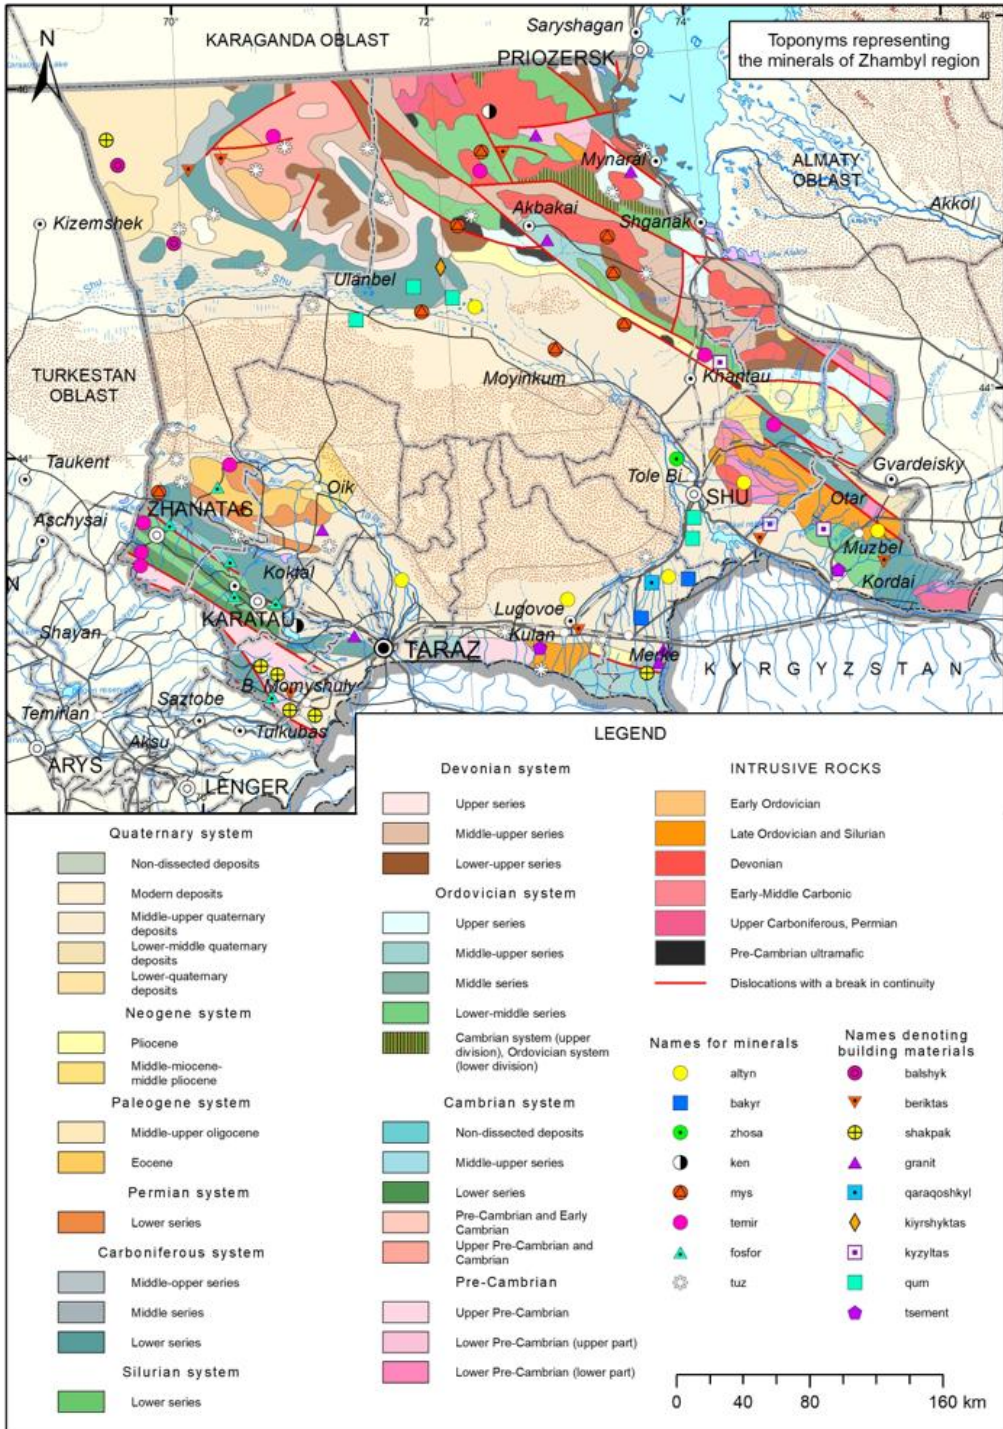 70°
72°
74°
46°
Saryshagan
N
KARAGANDA OBLAST
PRIOZERSK
Toponyms representing
the minerals of Zhambyl region
46°
Mynaral
ALMATY
OBLAST
Akkol
Kizemshek
Akbakai
Shganak
Ulanbel
Shu
Shu
TURKESTAN
OBLAST
Moyinkum
Khantau
44°
44°
Taukent
Tole Bi
Gvardeisky
Oik
ZHANATAS
SHU
Otar
Aschysai
Muzbel
Koktal
Kordai
KARATAU
Lugovoe
Shayan
Kulan
TARAZ
Merke
KYRGYZSTAN
B. Momyshuly
Saztobe
Temirlan
Tulkubas
Aksu
ARYS
LENGER
LEGEND
Quaternary system
Non-dissected deposits
Modern deposits
Middle-upper quaternary
deposits
Lower-middle quaternary
deposits
Lower-quaternary
deposits
Neogene system
Pliocene
Middle-miocene-
middle pliocene
Paleogene system
Middle-upper oligocene
Eocene
Permian system
Lower series
Carboniferous system
Middle-opper series
Middle series
Lower series
Silurian system
Lower series
Devonian system
Upper series
Middle-upper series
Lower-upper series
Ordovician system
Upper series
Middle-upper series
Middle series
Lower-middle series
Cambrian system (upper
division), Ordovician system
(lower division)
Cambrian system
Non-dissected deposits
Middle-upper series
Lower series
Pre-Cambrian and Early
Cambrian
Upper Pre-Cambrian and
Cambrian
Pre-Cambrian
Upper Pre-Cambrian
Lower Pre-Cambrian (upper part)
Lower Pre-Cambrian (lower part)
INTRUSIVE ROCKS
Early Ordovician
Late Ordovician and Silurian
Devonian
Early-Middle Carbonic
Upper Carboniferous, Permian
Pre-Cambrian ultramafic
Dislocations with a break in continuity
Names for minerals
altyn
bakyr
zhosa
ken
mys
temir
fosfor
tuz
Names denoting
building materials
balshyk
beriktas
shakpak
granit
qaraqoshkyl
kiyrshyktas
kyzyltas
qum
tsement
0 40 80 160 km